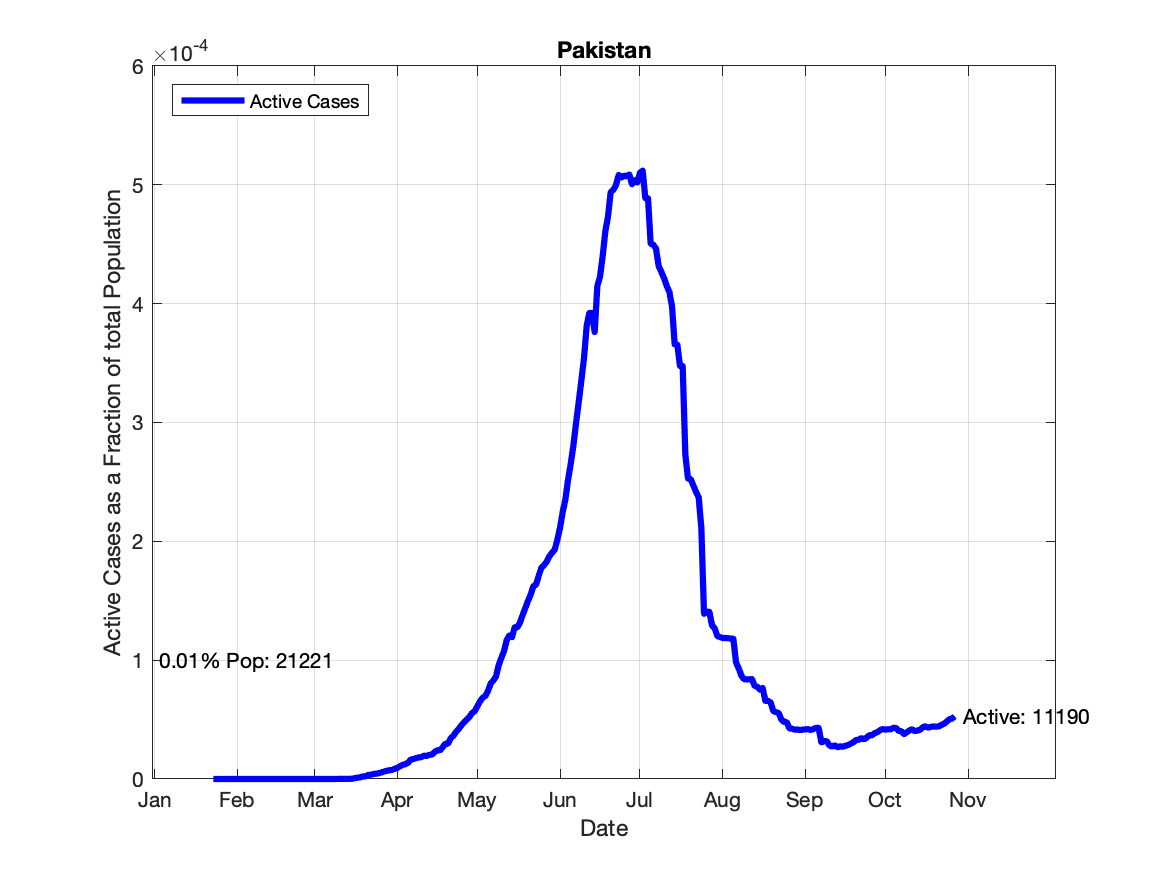 Pakistan
×10-4
6
5
4
3
2
1
0
Active Cases as a Fraction of total Population
Active Cases
0.01% Pop: 21221
Active: 11190
Jan Feb Mar Apr May Jun Jul Aug Sep Oct Nov
Date